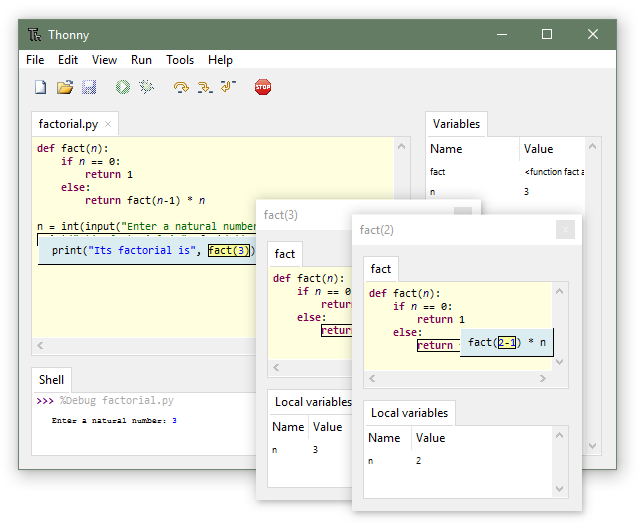 Thonny
File Edit View Run Tools Help
STOP
factorial.py
def fact(n):
    if n == 0:
        return 1
    else:
        return fact(n-1) * n
n = int(input("Enter a natural number
print("Its factorial is", fact(3))
Shell
>>> %Debug factorial.py
Enter a natural number: 3
Variables
Name Value
fact <function fact a
n 3
fact(3)
fact
def fact(n):
    if n == 0:
        retur
    else:
        retur
Local variables
Name Value
n 3
fact(2)
fact
def fact(n):
    if n == 0:
        return 1
    else:
        return
fact(2-1) * n
Local variables
Name Value
n 2